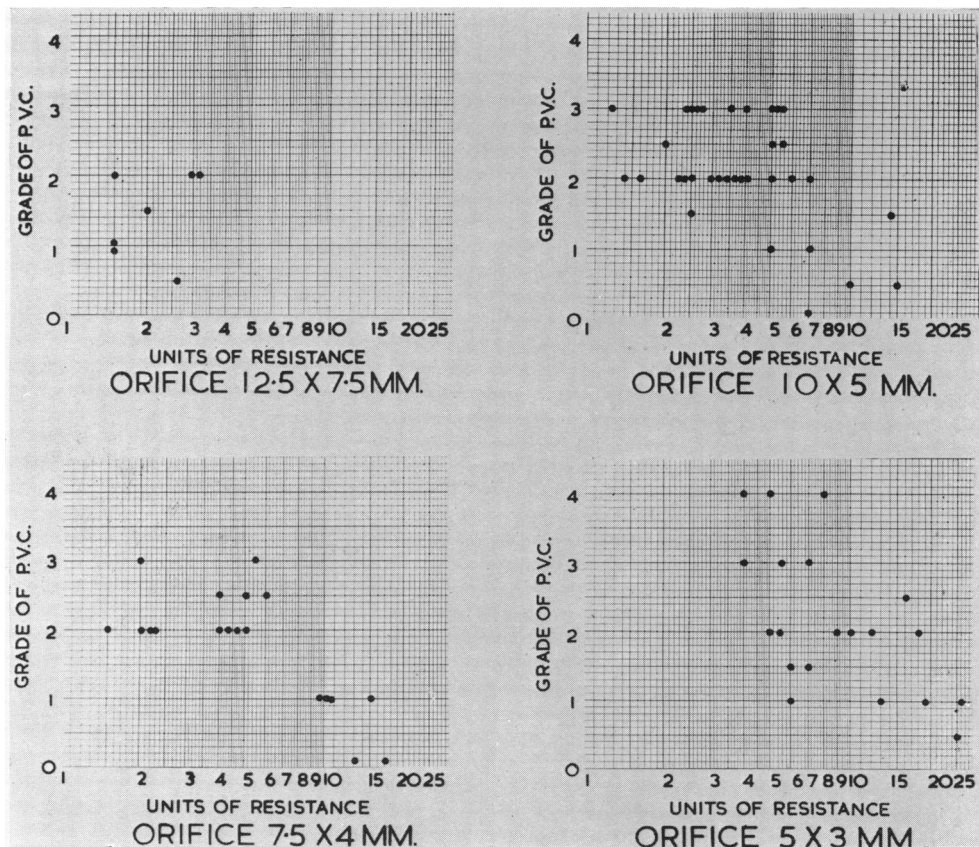 4
3
2
1
0
GRADE OF P.V.C.
1 2 3 4 5 6 7 8 9 10 15 20 25
UNITS OF RESISTANCE
ORIFICE 12·5 X 7·5 MM.
4
3
2
1
0
GRADE OF P.V.C.
1 2 3 4 5 6 7 8 9 10 15 20 25
UNITS OF RESISTANCE
ORIFICE 10 X 5 MM.
4
3
2
1
0
GRADE OF P.V.C.
1 2 3 4 5 6 7 8 9 10 15 20 25
UNITS OF RESISTANCE
ORIFICE 7·5 X 4 MM.
4
3
2
1
0
GRADE OF P.V.C.
1 2 3 4 5 6 7 8 9 10 15 20 25
UNITS OF RESISTANCE
ORIFICE 5 X 3 MM